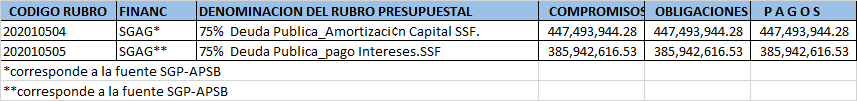 CODIGO RUBRO FINANC DENOMINACION DEL RUBRO PRESUPUESTAL COMPROMISOS OBLIGACIONES P A G O S
202010504 SGAG* 75% Deuda Publica_Amortizaci¢n Capital SSF. 447,493,944.28 447,493,944.28 447,493,944.28
202010505 SGAG** 75% Deuda Publica_pago Intereses.SSF 385,942,616.53 385,942,616.53 385,942,616.53
*corresponde a la fuente SGP-APSB
**corresponde a la fuente SGP-APSB